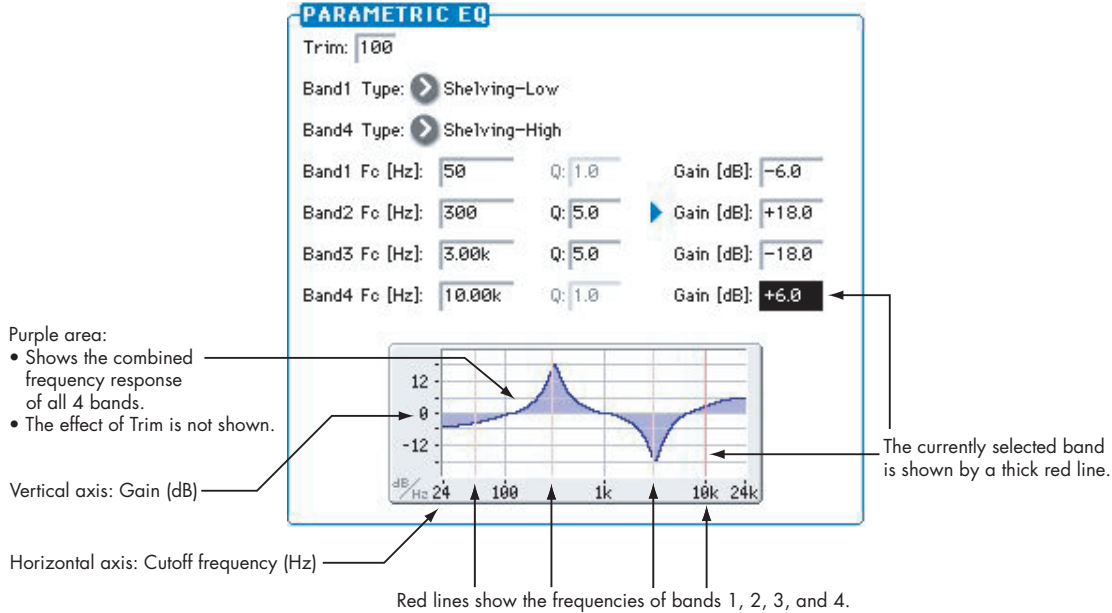 PARAMETRIC EQ
Trim: 100
Band1 Type: Shelving-Low
Band4 Type: Shelving-High
Band1 Fc [Hz]: 50 Q: 1.0 Gain [dB]: -6.0
Band2 Fc [Hz]: 300 Q: 5.0 Gain [dB]: +18.0
Band3 Fc [Hz]: 3.00k Q: 5.0 Gain [dB]: -18.0
Band4 Fc [Hz]: 10.00k Q: 1.0 Gain [dB]: +6.0
Purple area:
• Shows the combined
frequency response
of all 4 bands.
• The effect of Trim is not shown.
12
0
-12
The currently selected band
is shown by a thick red line.
Vertical axis: Gain (dB)
dB/Hz 24 100 1k 10k 24k
Horizontal axis: Cutoff frequency (Hz)
Red lines show the frequencies of bands 1, 2, 3, and 4.